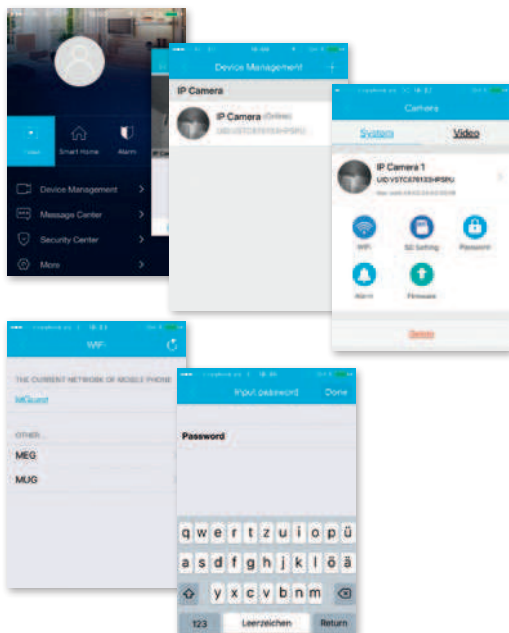 Smart Home
Alarm
Device Management
Message Center
Security Center
More
Device Management
IP Camera
IP Camera (Online)
Camera
System
Video
IP Camera 1
WiFi
SD Setting
Password
Alarm
Firmware
Delete
WiFi
THE CURRENT NETWORK OF MOBILE PHONE
MGuest
OTHER...
MEG
MUG
Input password
Done
Password
q w e r t z u i o p ü
a s d f g h j k l ö ä
y x c v b n m
123
Leerzeichen
Return